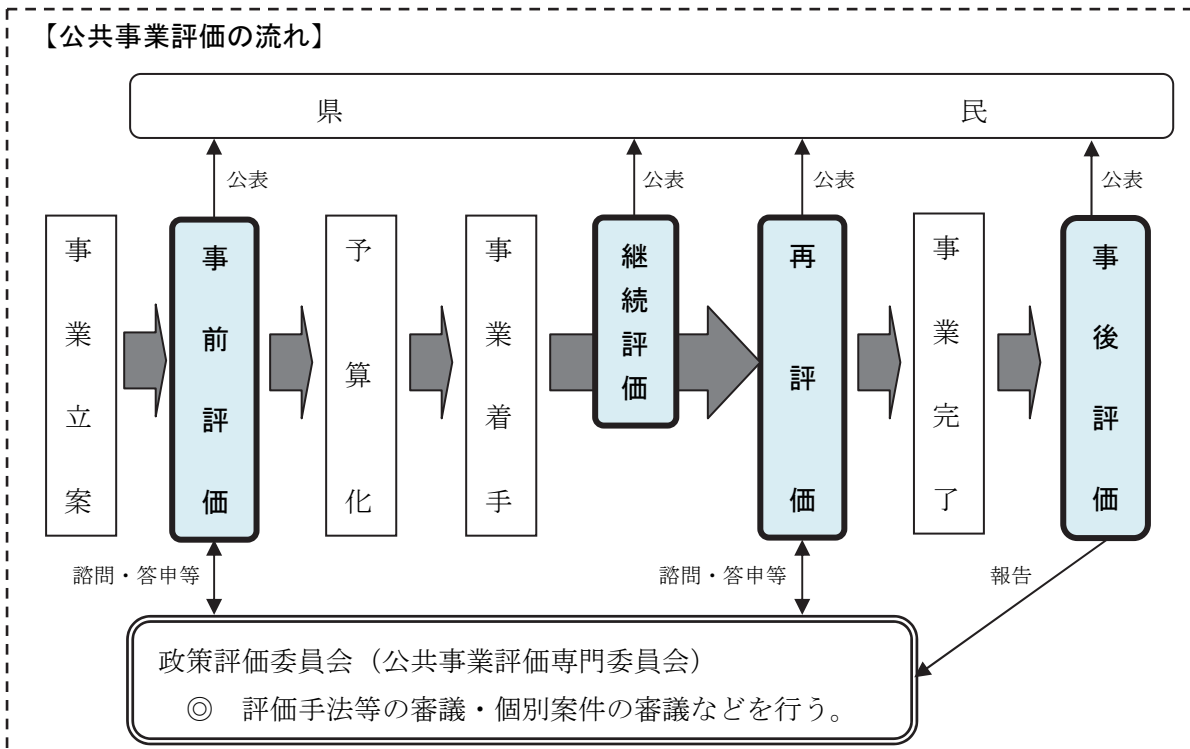 【公共事業評価の流れ】
県 民
公表
公表
公表
公表
事業立案
事前評価
予算化
事業着手
継続評価
再評価
事業完了
事後評価
諮問・答申等
諮問・答申等
報告
政策評価委員会（公共事業評価専門委員会）
◎ 評価手法等の審議・個別案件の審議などを行う。